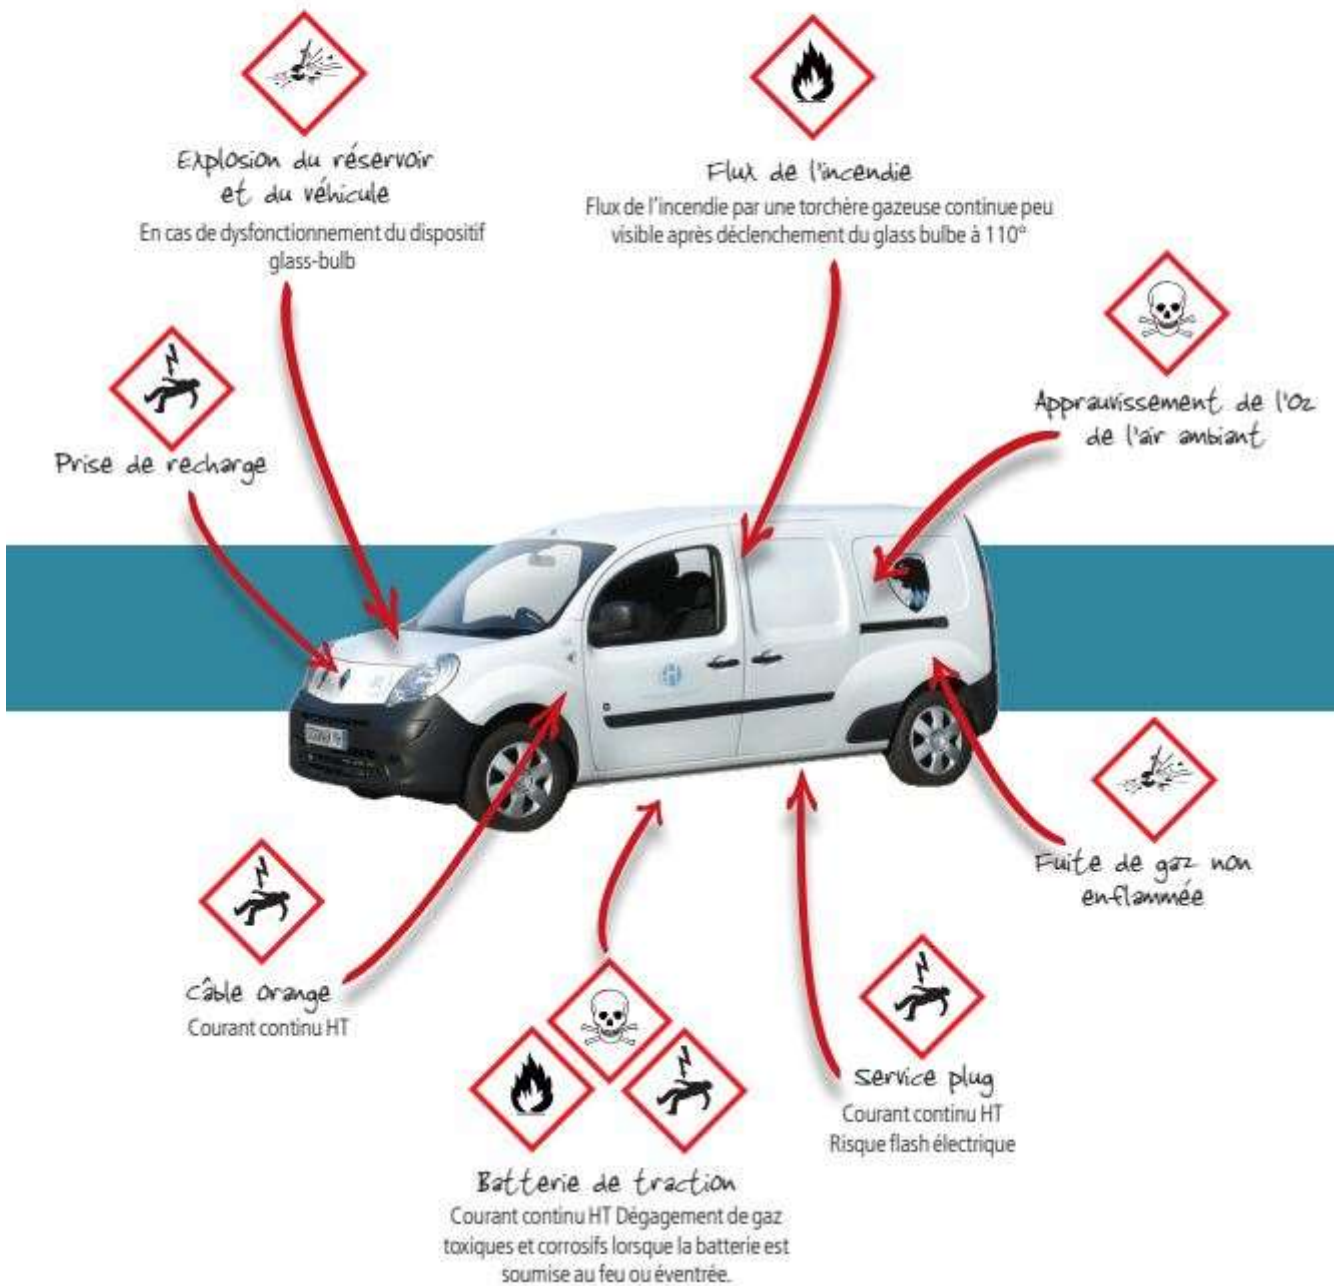 Explosion du réservoir
et du véhicule
En cas de dysfonctionnement du dispositif
glass-bulb
Flux de l'incendie
Flux de l'incendie par une torchère gazeuse continue peu
visible après déclenchement du glass bulbe à 110°
Apprauvissement de l'O2
de l'air ambiant
Prise de recharge
Fuite de gaz non
enflammée
Câble orange
Courant continu HT
Service plug
Courant continu HT
Risque flash électrique
Batterie de traction
Courant continu HT Dégagement de gaz
toxiques et corrosifs lorsque la batterie est
soumise au feu ou éventrée.